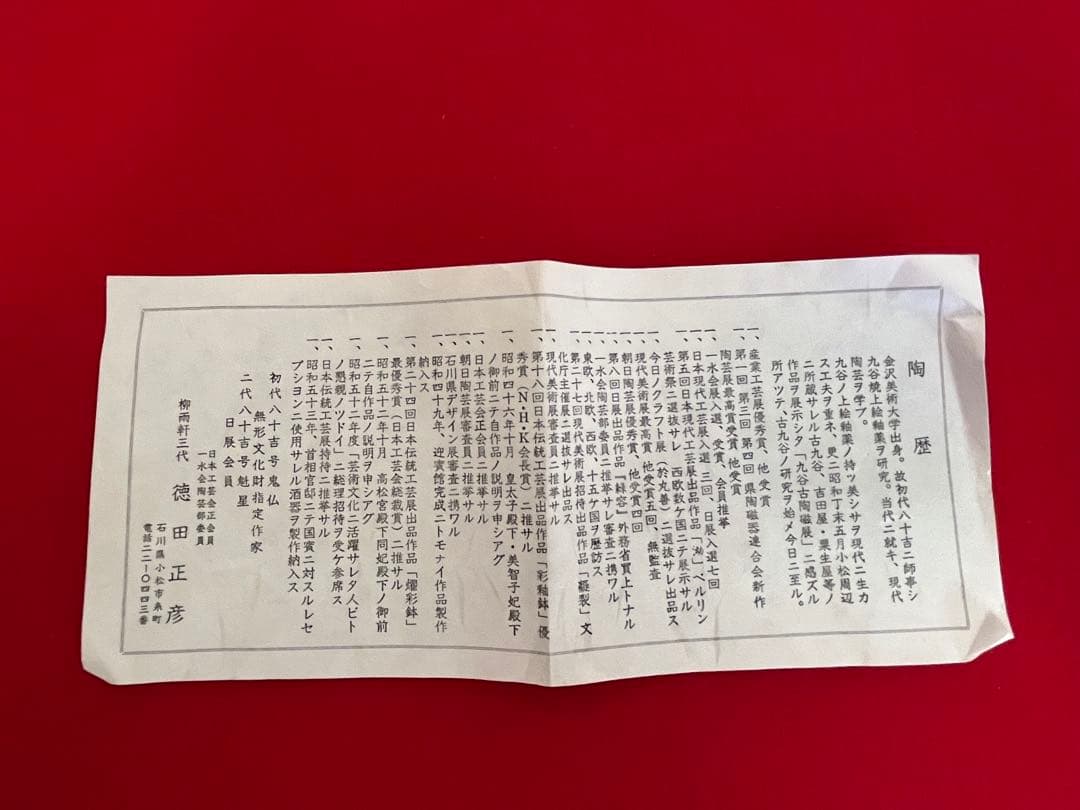 陶歴
金沢美術大学出身。故初代八十吉ニ師事シ
九谷焼上絵釉薬ヲ研究。当代ニ就キ、現代
陶芸ヲ学ブ。
九谷ノ上絵釉薬ノ持ツ美シサヲ現代ニ生カ
ス工夫ヲ重ネ、更ニ昭和丁末五月小松周辺
ニ所蔵サレル古九谷、吉田屋・粟生屋等ノ
作品ヲ展示シタ「九谷古陶磁展」ニ感ズル
所アツテ、古九谷ノ研究ヲ始メ今日ニ至ル。
一、産業工芸展優秀賞、他受賞
一、第一回第三回第四回県陶磁器連合会新作
陶芸展最高賞受賞 他受賞
一、一水会展入選、受賞、会員推挙
一、日本現代工芸展入選三回、日展入選七回
一、第五回日本現代工芸展出品作品「渤」ベルリン
芸術祭ニ選抜サレ 西欧数ケ国ニテ展示サル
一、今日ノクラフト展(於丸善)ニ選抜サレ出品ス
一、現代美術展最高賞 他受賞五回、無監査
一、朝日陶芸展優秀賞、他受賞四回
一、第八回日展出品作品『緑容』外務省買上トナル
一、一水会陶芸部委員ニ推挙サレ審査ニ携ワル
一、東欧、北欧、西欧、十五ケ国ヲ歴訪ス
一、第二十七回現代美術展招待出品作品「凝裂」文
化庁主催展ニ選抜サレ出品ス
一、現代美術展審査員ニ推挙サル
一、第十八回日本伝統工芸展出品作品「彩釉鉢」優
秀賞(N・H・K会長賞)ニ推サル
一、昭和四十六年十月 皇太子殿下・美智子妃殿下
ノ御前ニテ自作品ノ説明ヲ申シアグ
一、日本工芸会正会員ニ推挙サル
一、朝日陶芸展審査員ニ推挙サル
一、石川県デザイン展審査ニ携ワル
一、昭和四十九年、迎賓館完成ニトモナイ作品製作
納入ス
一、第二十四回日本伝統工芸展出品作品「燿彩鉢」
最優秀賞(日本工芸会総裁賞)ニ推サル
一、昭和五十二年十月 高松宮殿下同妃殿下ノ御前
ニテ自作品ノ説明ヲ申シアグ
一、昭和五十二年度「芸術文化ニ活躍サレタ人ビト
ノ懇親ノツドイ」ニ総理招待ヲ受ケ参席ス
一、日本伝統工芸展特待ニ推挙サル
一、昭和五十三年、首相官邸ニテ国賓ニ対スルレセ
プシヨンニ使用サレル酒器ヲ製作納入ス
初代八十吉号鬼仏
無形文化財指定作家
二代八十吉号魁星
日展会員
日本工芸会正会員
一水会陶芸部委員
柳雨軒三代 徳田正彦
石川県小松市糸町
電話二二-一〇四四三番